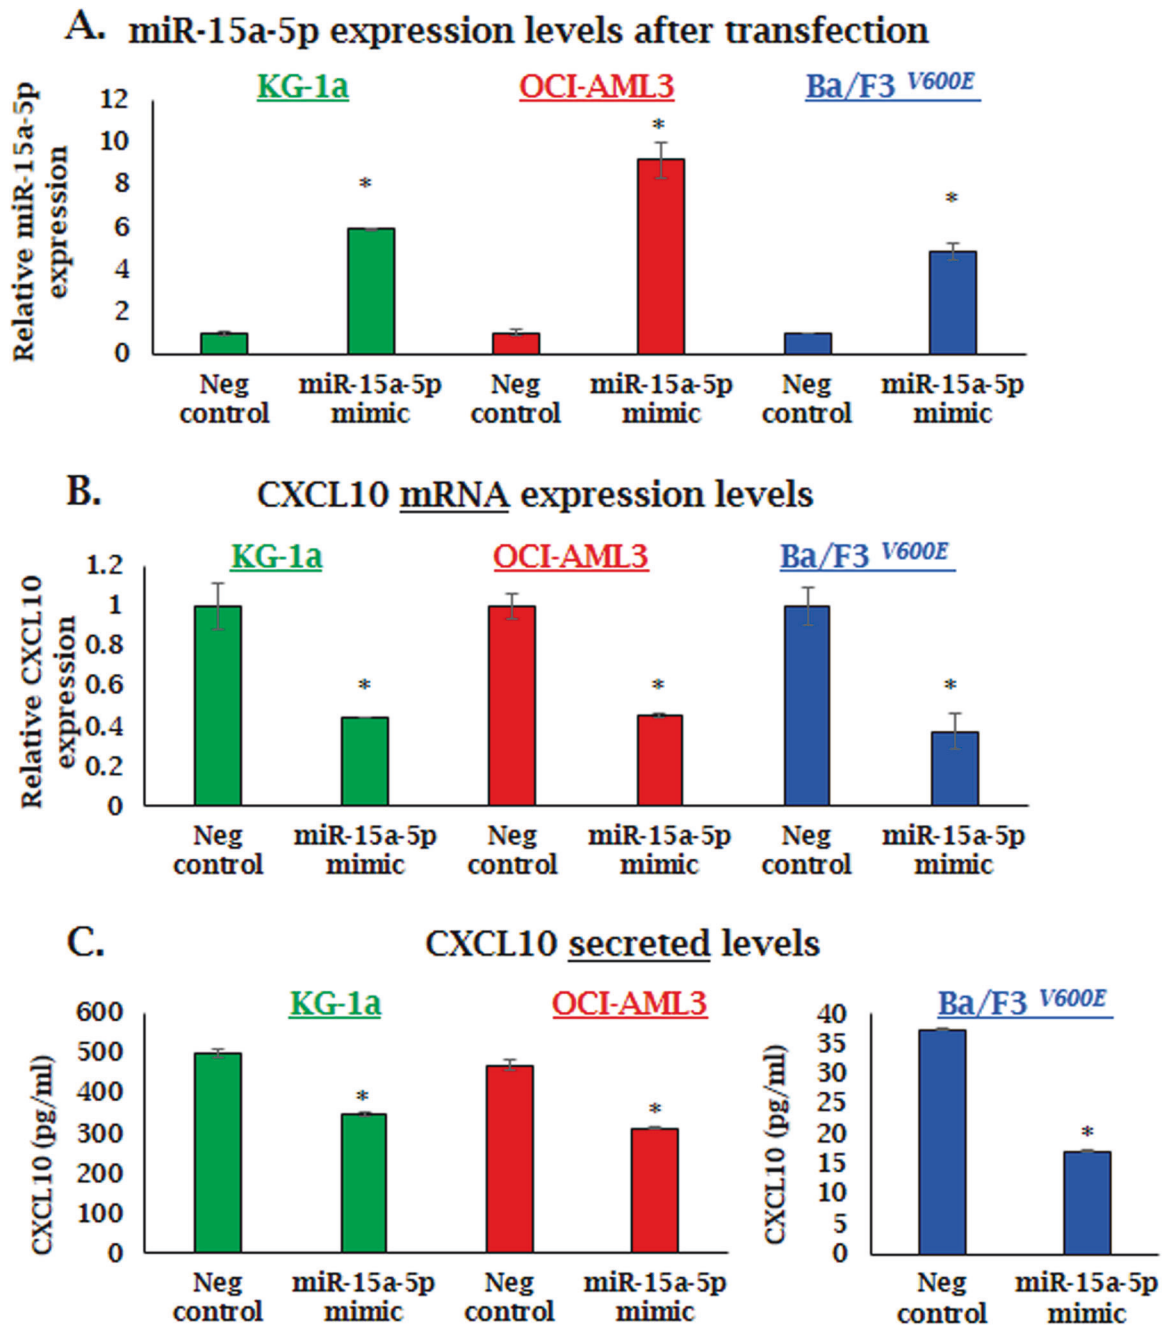 A. miR-15a-5p expression levels after transfection
KG-1a OCI-AML3 Ba/F3 V600E
Relative miR-15a-5p
expression
12
10
8
6
4
2
0
* * *
Neg miR-15a-5p Neg miR-15a-5p Neg miR-15a-5p
control mimic control mimic control mimic
B. CXCL10 mRNA expression levels
KG-1a OCI-AML3 Ba/F3 V600E
Relative CXCL10
expression
1.2
1
0.8
0.6
0.4
0.2
0
* * *
Neg miR-15a-5p Neg miR-15a-5p Neg miR-15a-5p
control mimic control mimic control mimic
C. CXCL10 secreted levels
KG-1a OCI-AML3
CXCL10 (pg/ml)
600
500
400
300
200
100
0
* *
Neg miR-15a-5p Neg miR-15a-5p
control mimic control mimic
Ba/F3 V600E
CXCL10 (pg/ml)
40
35
30
25
20
15
10
5
0
*
Neg miR-15a-5p
control mimic